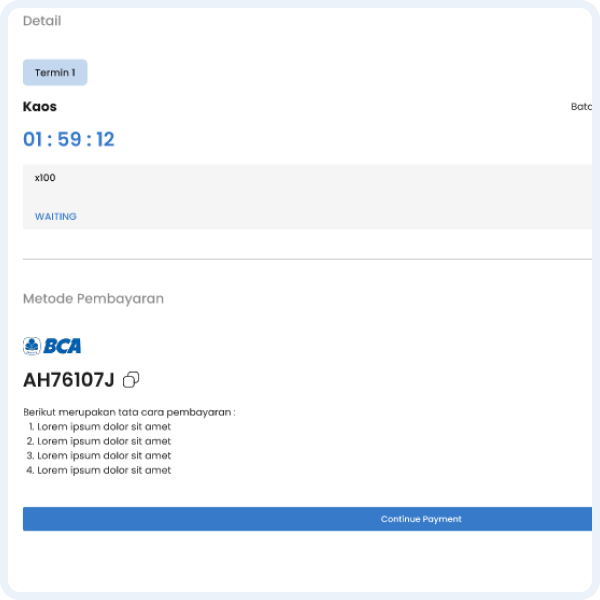 Detail
Termin 1
Kaos
01 : 59 : 12
x100
WAITING
Metode Pembayaran
BCA
AH76107J
Berikut merupakan tata cara pembayaran :
1. Lorem ipsum dolor sit amet
2. Lorem ipsum dolor sit amet
3. Lorem ipsum dolor sit amet
4. Lorem ipsum dolor sit amet
Continue Payment